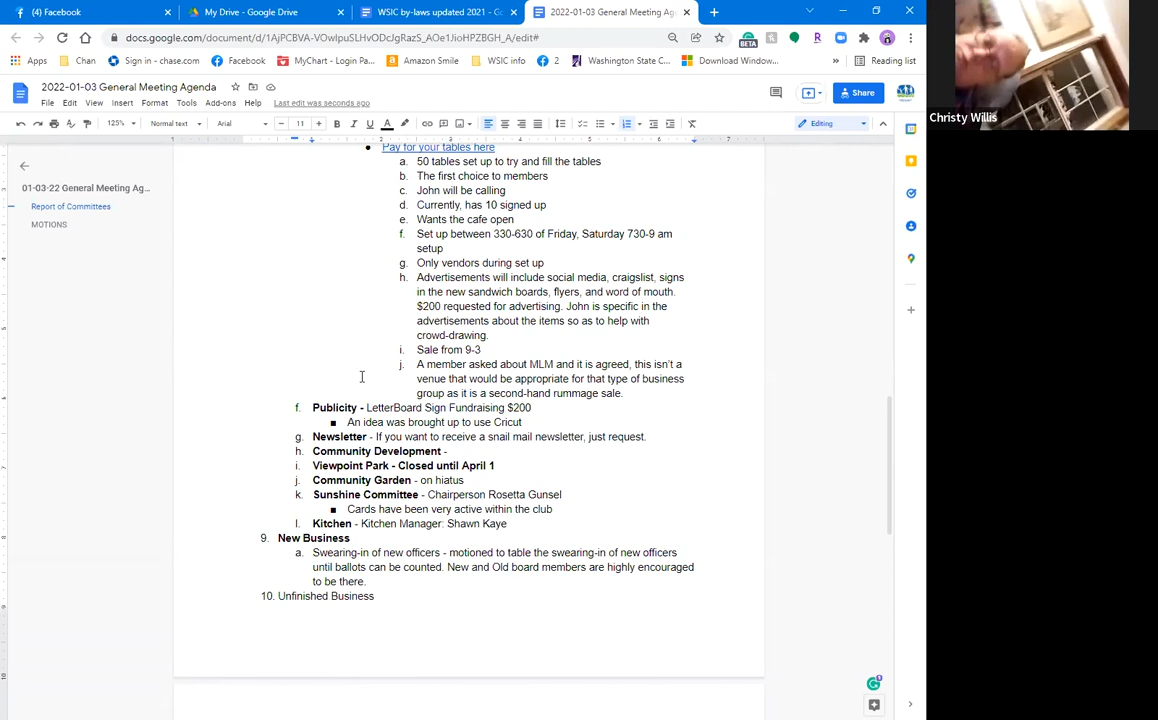 (4) Facebook
My Drive - Google Drive
WSIC by-laws updated 2021 - Go
2022-01-03 General Meeting Age
docs.google.com/document/d/1AjPCBVA-VOwIpuSLHvODcJgRazS_AOe1JioHPZBGH_A/edit#
Apps
Chan
Sign in - chase.com
Facebook
MyChart - Login Pa...
Amazon Smile
WSIC info
2
Washington State C...
Download Window...
»
Reading list
2022-01-03 General Meeting Agenda
File Edit View Insert Format Tools Add-ons Help Last edit was seconds ago
Share
125% Normal text Arial 11
Editing
Christy Willis
01-03-22 General Meeting Ag...
Report of Committees
MOTIONS
Pay for your tables here
a. 50 tables set up to try and fill the tables
b. The first choice to members
c. John will be calling
d. Currently, has 10 signed up
e. Wants the cafe open
f. Set up between 330-630 of Friday, Saturday 730-9 am
setup
g. Only vendors during set up
h. Advertisements will include social media, craigslist, signs
in the new sandwich boards, flyers, and word of mouth.
$200 requested for advertising. John is specific in the
advertisements about the items so as to help with
crowd-drawing.
i. Sale from 9-3
j. A member asked about MLM and it is agreed, this isn't a
venue that would be appropriate for that type of business
group as it is a second-hand rummage sale.
f. Publicity - LetterBoard Sign Fundraising $200
An idea was brought up to use Cricut
g. Newsletter - If you want to receive a snail mail newsletter, just request.
h. Community Development -
i. Viewpoint Park - Closed until April 1
j. Community Garden - on hiatus
k. Sunshine Committee - Chairperson Rosetta Gunsel
Cards have been very active within the club
l. Kitchen - Kitchen Manager: Shawn Kaye
9. New Business
a. Swearing-in of new officers - motioned to table the swearing-in of new officers
until ballots can be counted. New and Old board members are highly encouraged
to be there.
10. Unfinished Business